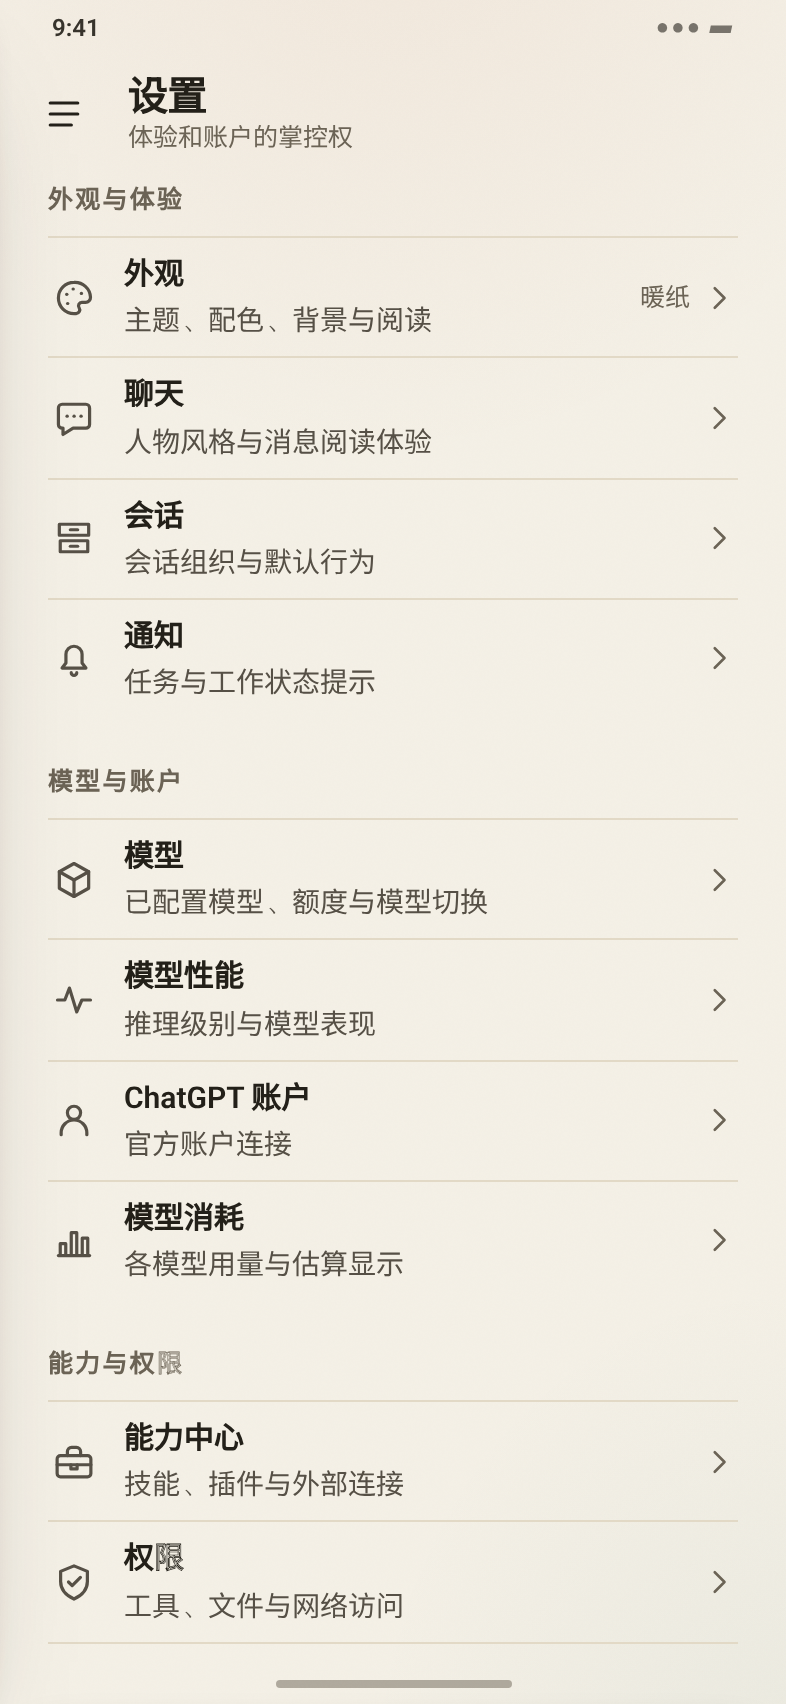 9:41
设置
体验和账户的掌控权
外观与体验
外观
主题、配色、背景与阅读
暖纸
聊天
人物风格与消息阅读体验
会话
会话组织与默认行为
通知
任务与工作状态提示
模型与账户
模型
已配置模型、额度与模型切换
模型性能
推理级别与模型表现
ChatGPT 账户
官方账户连接
模型消耗
各模型用量与估算显示
能力与权限
能力中心
技能、插件与外部连接
权限
工具、文件与网络访问